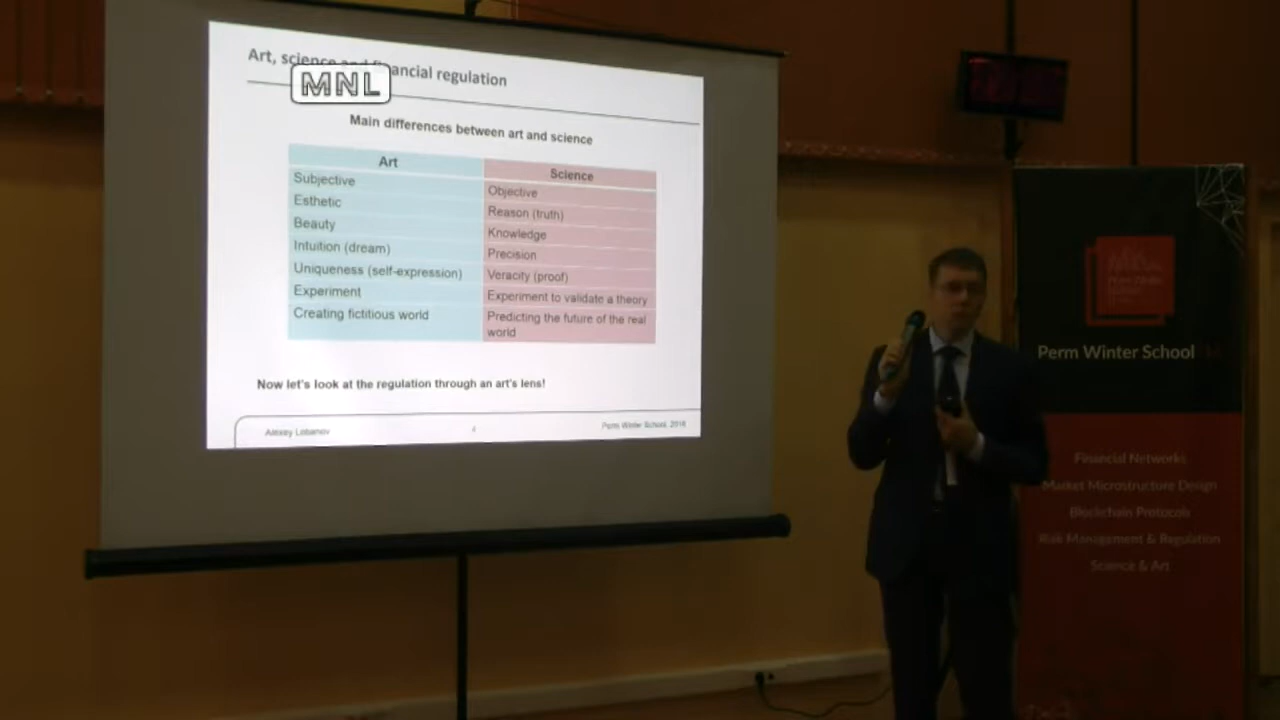 Art, science and financial regulation
MNL
Main differences between art and science
Art
Science
Subjective
Objective
Esthetic
Reason (truth)
Beauty
Knowledge
Intuition (dream)
Precision
Uniqueness (self-expression)
Veracity (proof)
Experiment
Experiment to validate a theory
Creating fictitious world
Predicting the future of the real
world
Now let's look at the regulation through an art's lens!
Alexey Lobanov
4
Perm Winter School, 2016
Perm Winter School
Financial Networks
Market Microstructure Design
Blockchain Protocols
Risk Management & Regulation
Science & Art